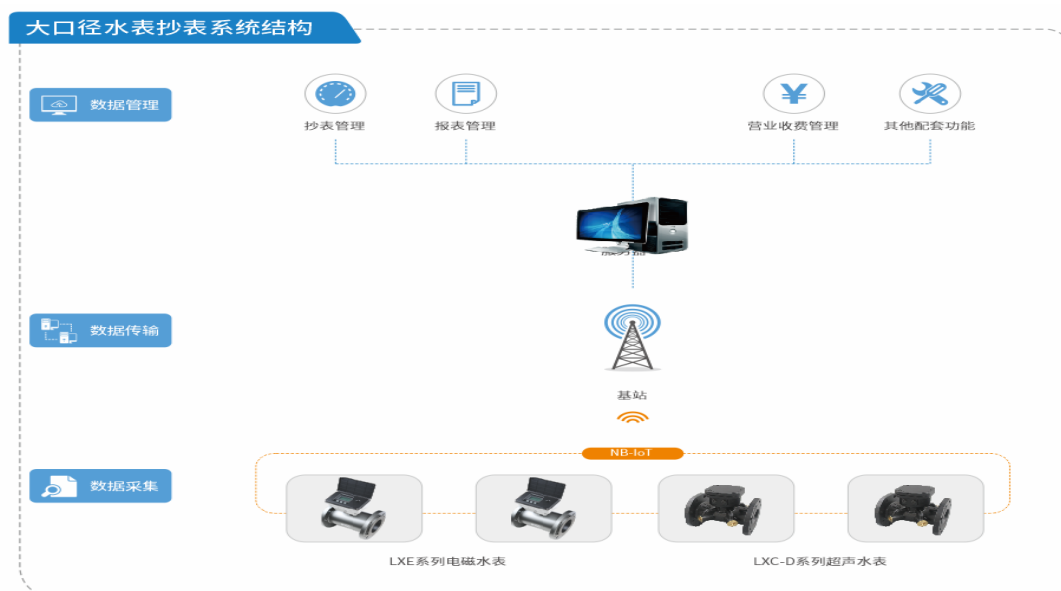 大口径水表抄表系统结构
数据管理
抄表管理
报表管理
营业收费管理
其他配套功能
数据传输
基站
NB-IoT
数据采集
LXE系列电磁水表
LXC-D系列超声水表